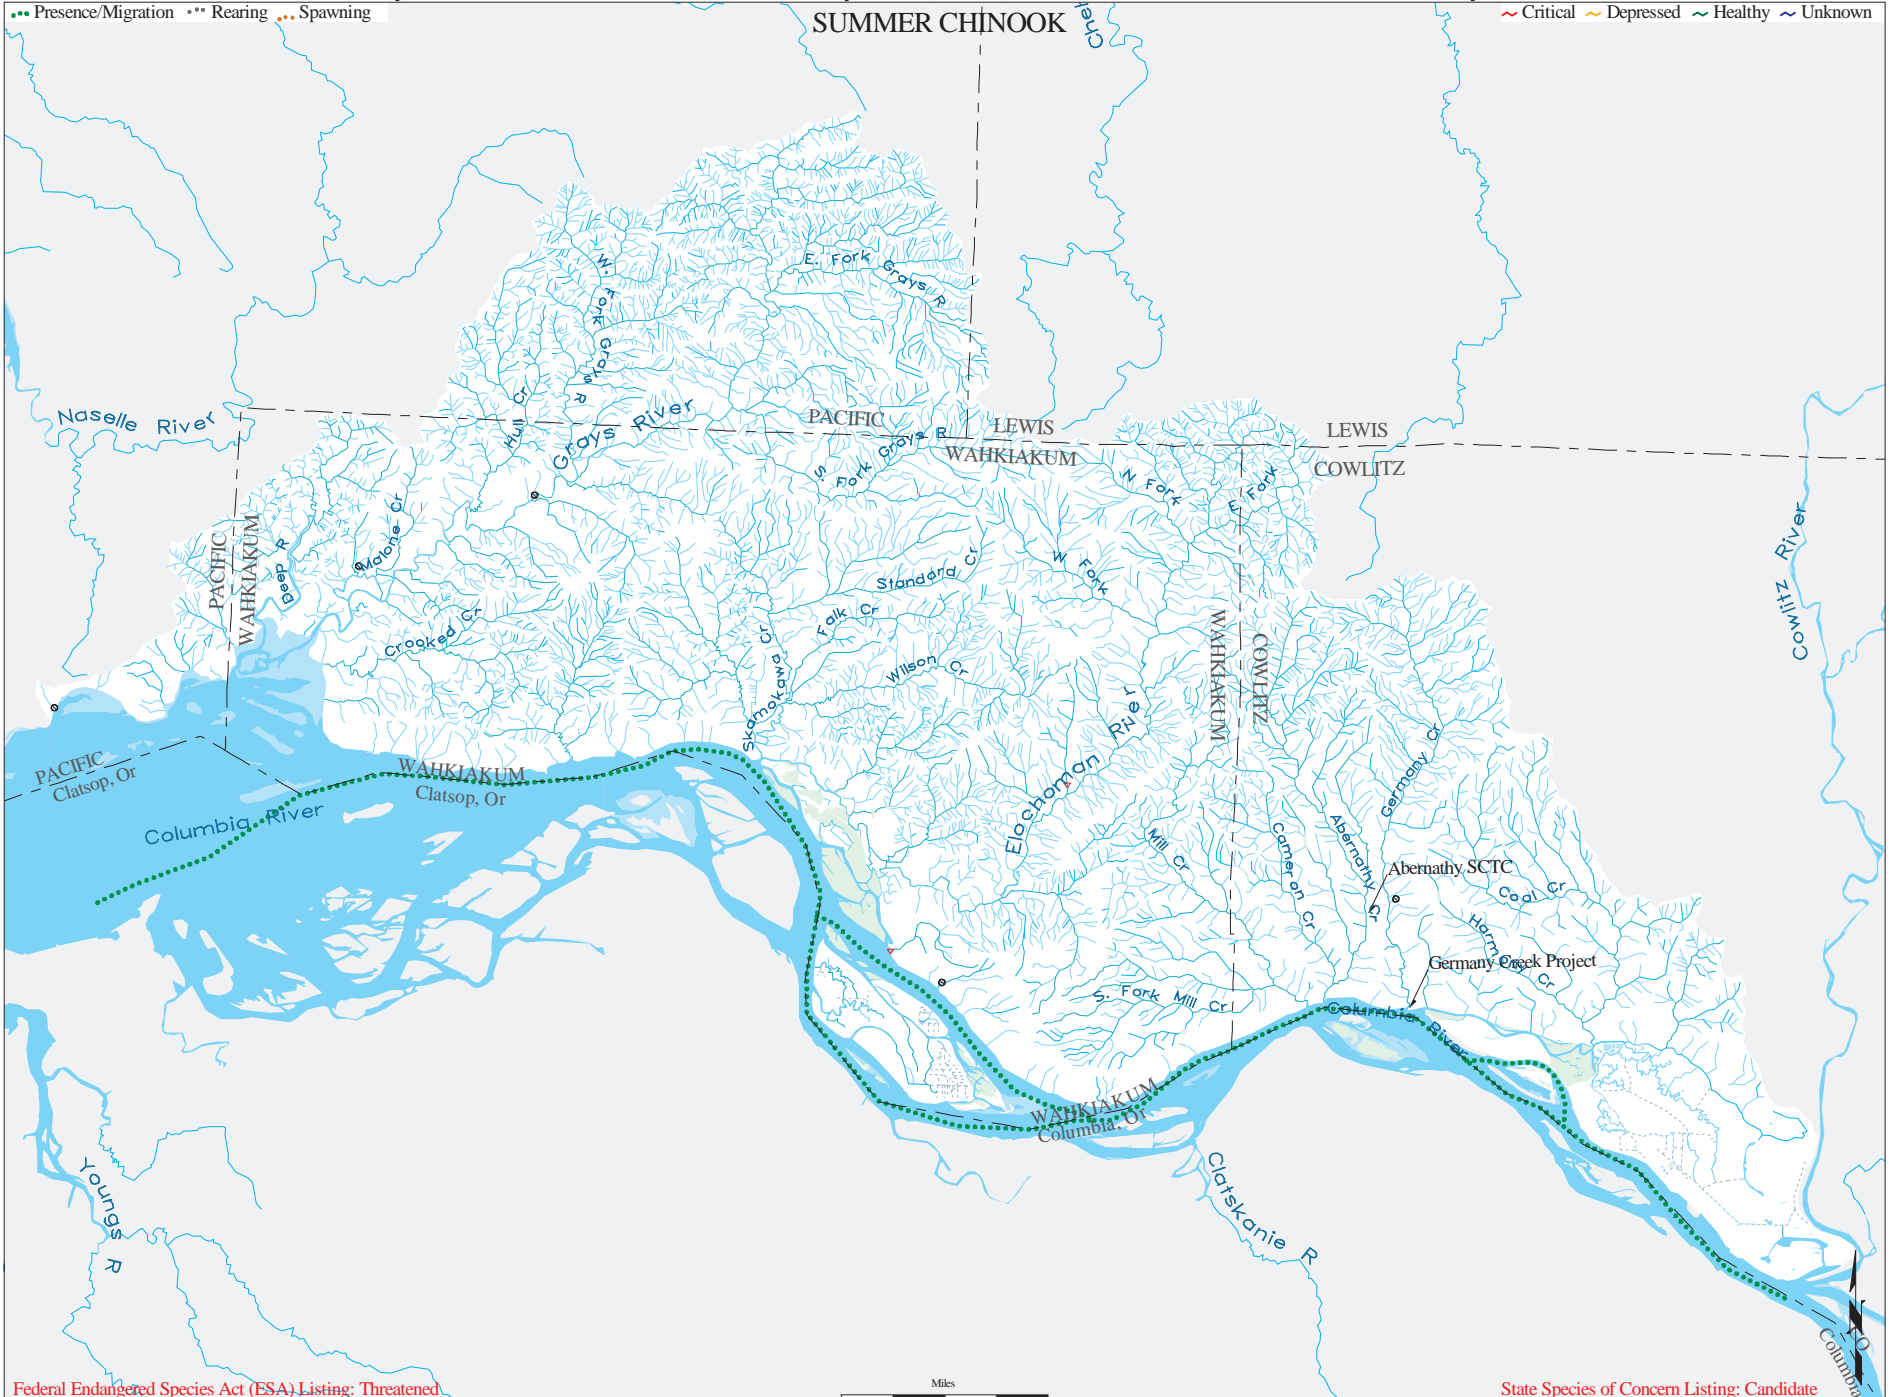 Presence/Migration Rearing Spawning
SUMMER CHINOOK
Critical Depressed Healthy Unknown
E. Fork Grays R
W. Fork Grays R
Naselle River
Hull Cr
Grays River
PACIFIC
LEWIS
WAHKIAKUM
LEWIS
COWLITZ
S. Fork Grays R
N Fork
E Fork
Malone Cr
Deep R
PACIFIC
WAHKIAKUM
Standard Cr
W Fork
Cowlitz River
Falk Cr
Crooked Cr
Skamokawa Cr
Wilson Cr
WAHKIAKUM
COWLITZ
Elochoman River
Germany Cr
PACIFIC
Clatsop, Or
WAHKIAKUM
Clatsop, Or
Columbia River
Mill Cr
Cameron Cr
Abernathy Cr
Abernathy SCTC
Coal Cr
Harmony Cr
Germany Creek Project
S. Fork Mill Cr
Columbia River
WAHKIAKUM
Columbia, Or
Youngs R
Clatskanie R
CO
Columbia
Miles
Federal Endangered Species Act (ESA) Listing: Threatened
State Species of Concern Listing: Candidate